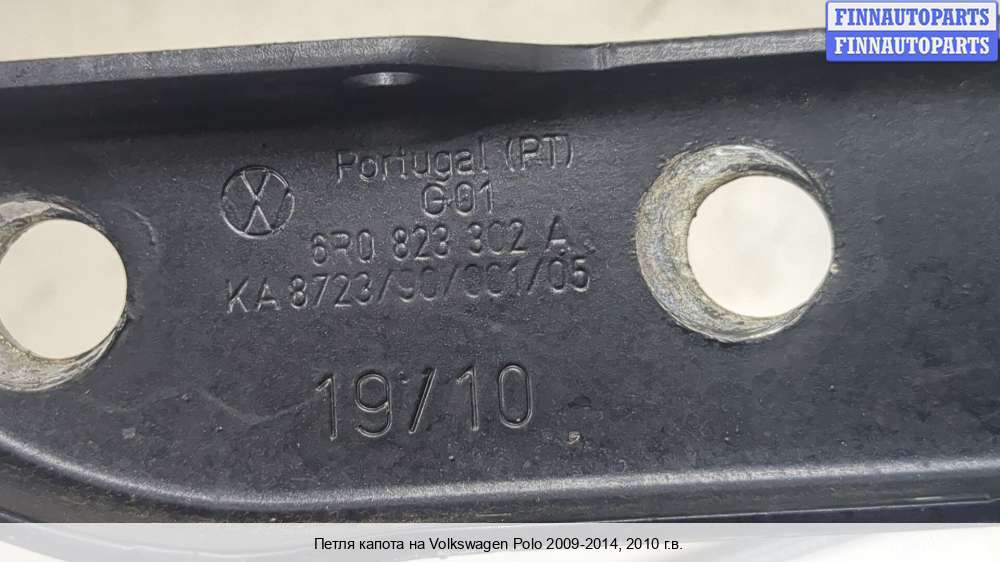 FINNAUTOPARTS
FINNAUTOPARTS
Portugal (PT)
G01
6R0 823 302 A
KA 8723/90/001/05
19/10
Петля капота на Volkswagen Polo 2009-2014, 2010 г.в.